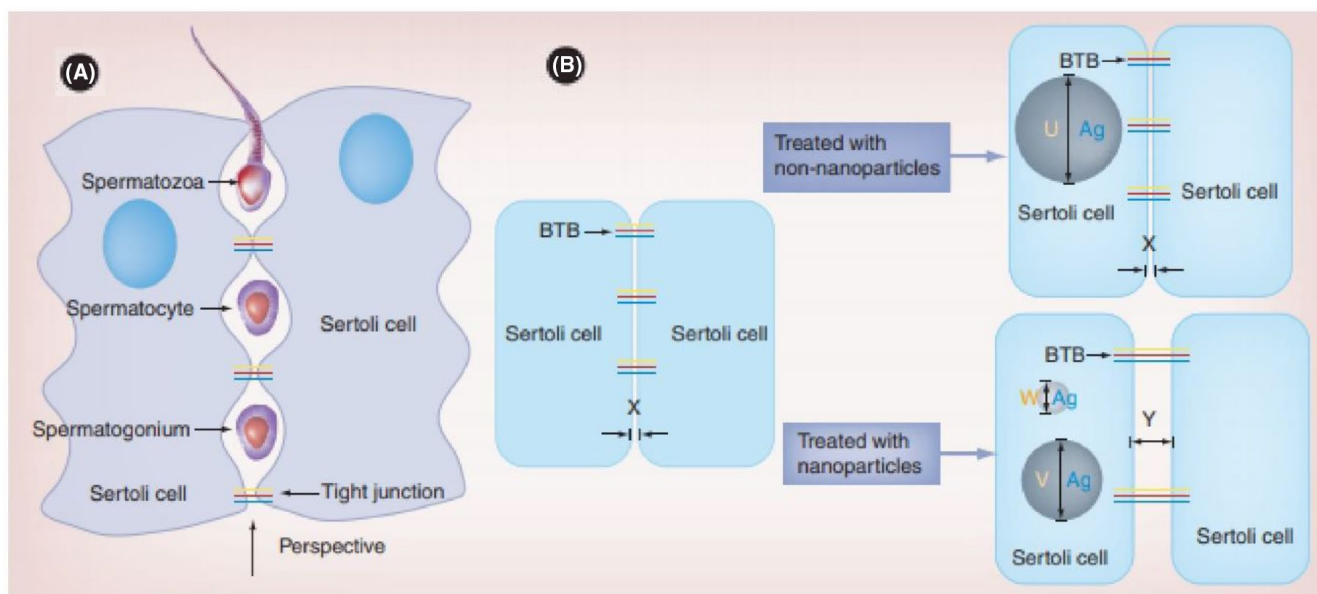 (A)
Spermatozoa
Spermatocyte
Sertoli cell
Spermatogonium
Sertoli cell
Tight junction
Perspective
(B)
BTB
Sertoli cell
Sertoli cell
X
Treated with
non-nanoparticles
BTB
U
Ag
Sertoli cell
Sertoli cell
X
Treated with
nanoparticles
BTB
W
Ag
Y
V
Ag
Sertoli cell
Sertoli cell